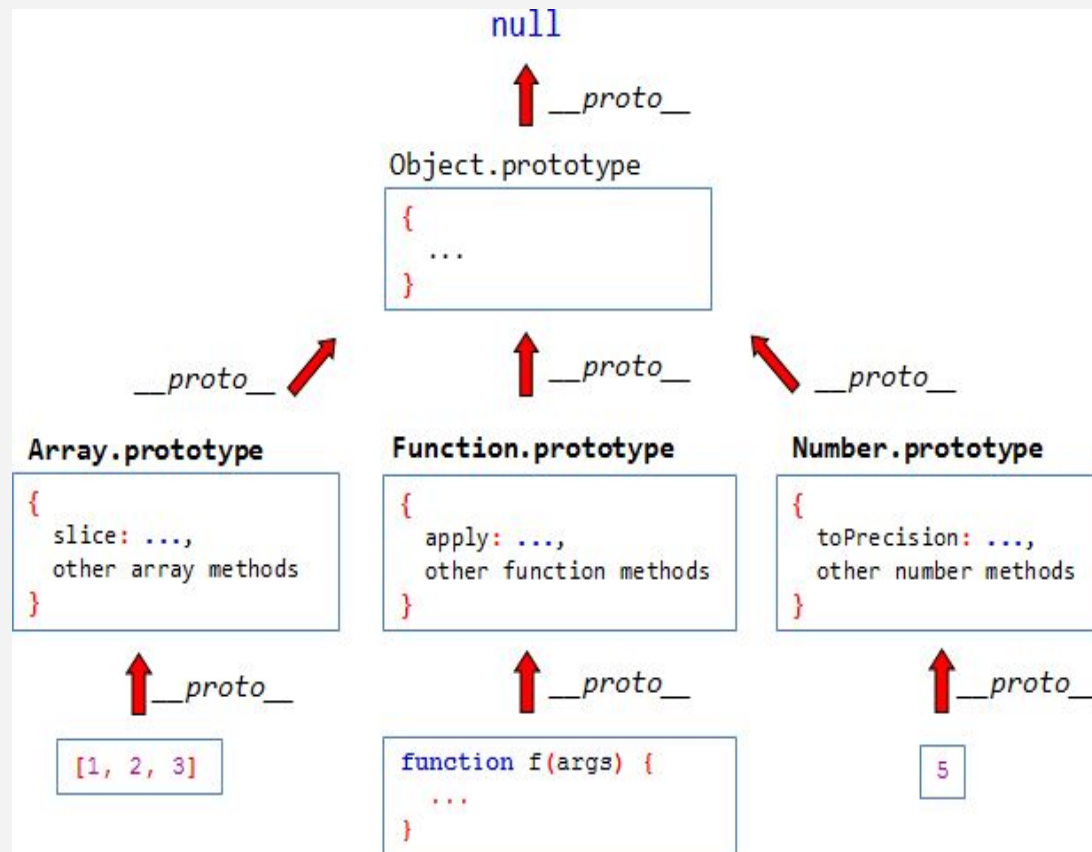 null
__proto__
Object.prototype
{
...
}
__proto__
__proto__
__proto__
Array.prototype
{
slice: ...,
other array methods
}
Function.prototype
{
apply: ...,
other function methods
}
Number.prototype
{
toPrecision: ...,
other number methods
}
__proto__
__proto__
__proto__
[1, 2, 3]
function f(args) {
...
}
5